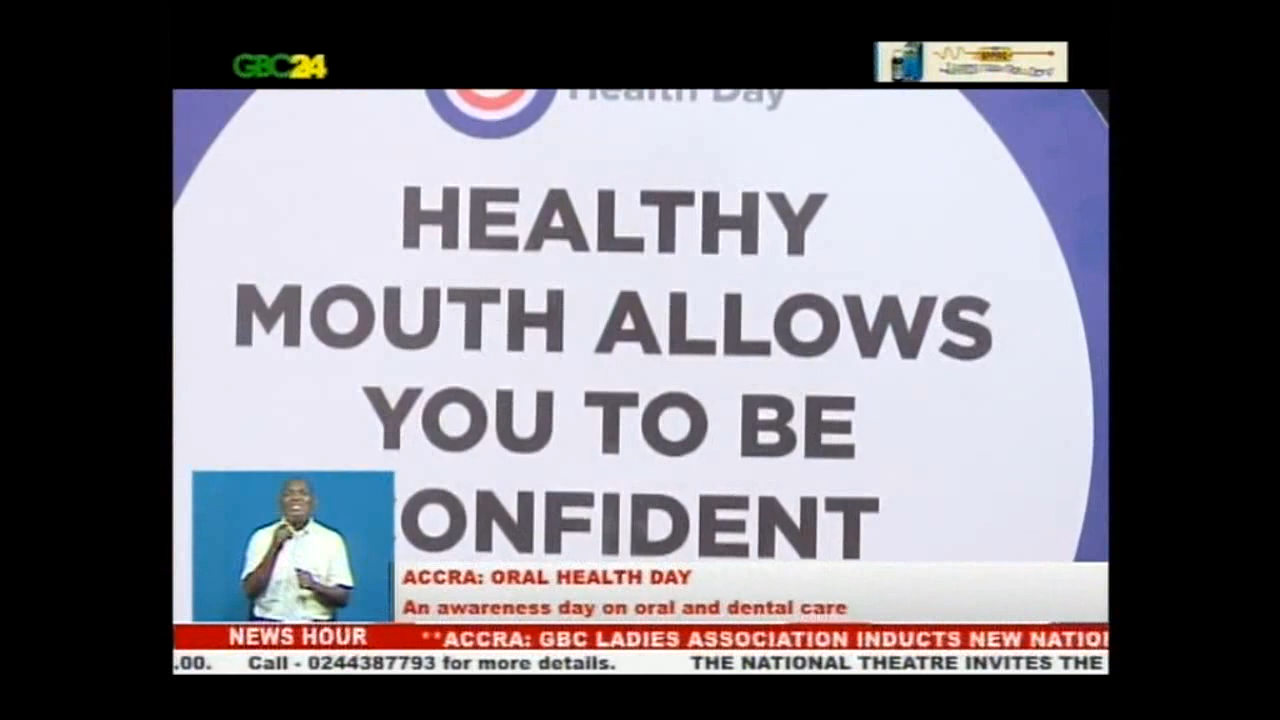 GBC24
Health Day
HEALTHY
MOUTH ALLOWS
YOU TO BE
ONFIDENT
ACCRA: ORAL HEALTH DAY
An awareness day on oral and dental care
NEWS HOUR
**ACCRA: GBC LADIES ASSOCIATION INDUCTS NEW NATIO
.00. Call - 0244387793 for more details. THE NATIONAL THEATRE INVITES THE